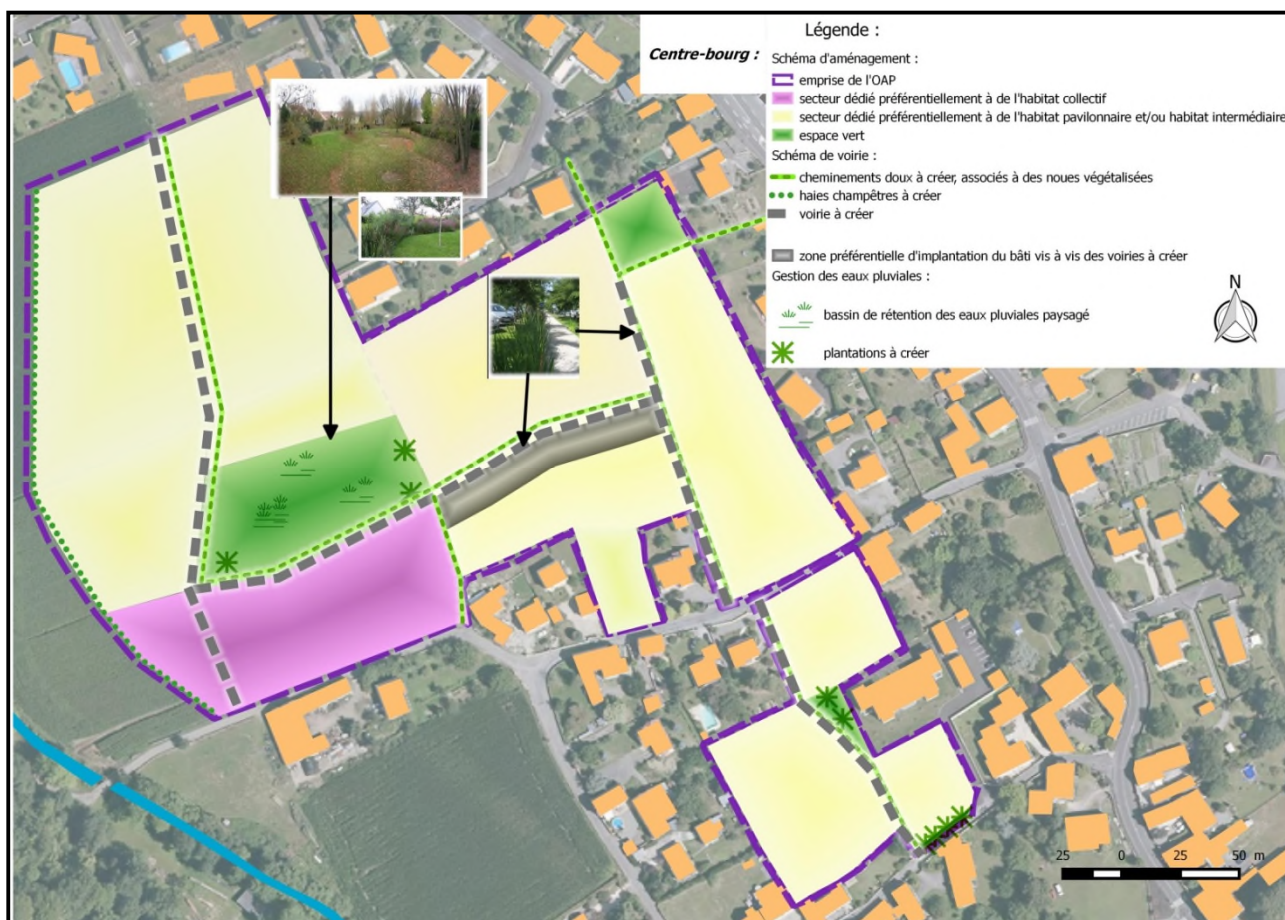 Centre-bourg :
Légende :
Schéma d'aménagement :
emprise de l'OAP
secteur dédié préférentiellement à de l'habitat collectif
secteur dédié préférentiellement à de l'habitat pavilonnaire et/ou habitat intermédiaire
espace vert
Schéma de voirie :
cheminements doux à créer, associés à des noues végétalisées
haies champêtres à créer
voirie à créer
zone préférentielle d'implantation du bâti vis à vis des voiries à créer
Gestion des eaux pluviales :
N
bassin de rétention des eaux pluviales paysagé
plantations à créer
25 0 25 50 m